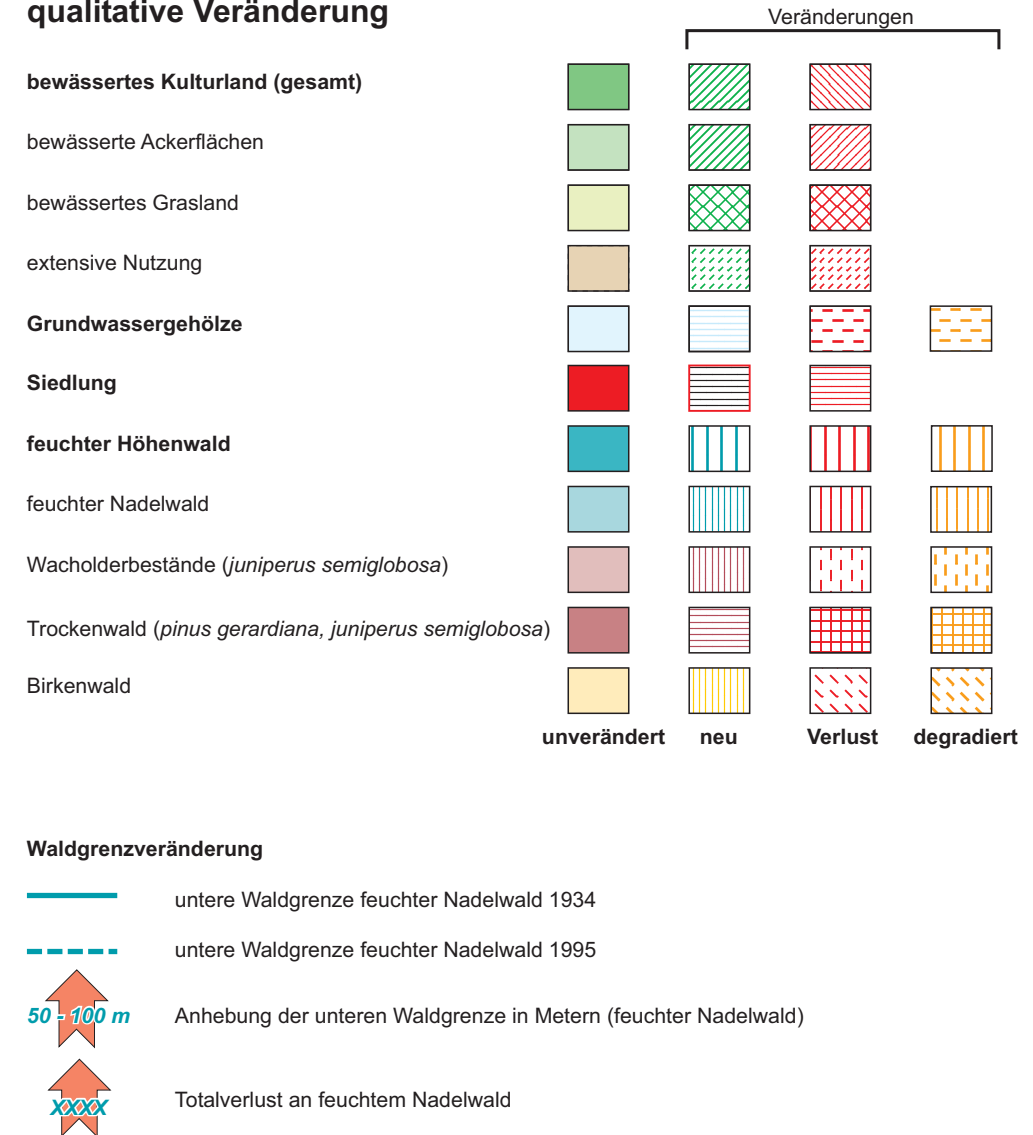 qualitative Veränderung
Veränderungen
bewässertes Kulturland (gesamt)
bewässerte Ackerflächen
bewässertes Grasland
extensive Nutzung
Grundwassergehölze
Siedlung
feuchter Höhenwald
feuchter Nadelwald
Wacholderbestände (juniperus semiglobosa)
Trockenwald (pinus gerardiana, juniperus semiglobosa)
Birkenwald
unverändert neu Verlust degradiert
Waldgrenzveränderung
untere Waldgrenze feuchter Nadelwald 1934
untere Waldgrenze feuchter Nadelwald 1995
50 - 100 m Anhebung der unteren Waldgrenze in Metern (feuchter Nadelwald)
xxxx Totalverlust an feuchtem Nadelwald